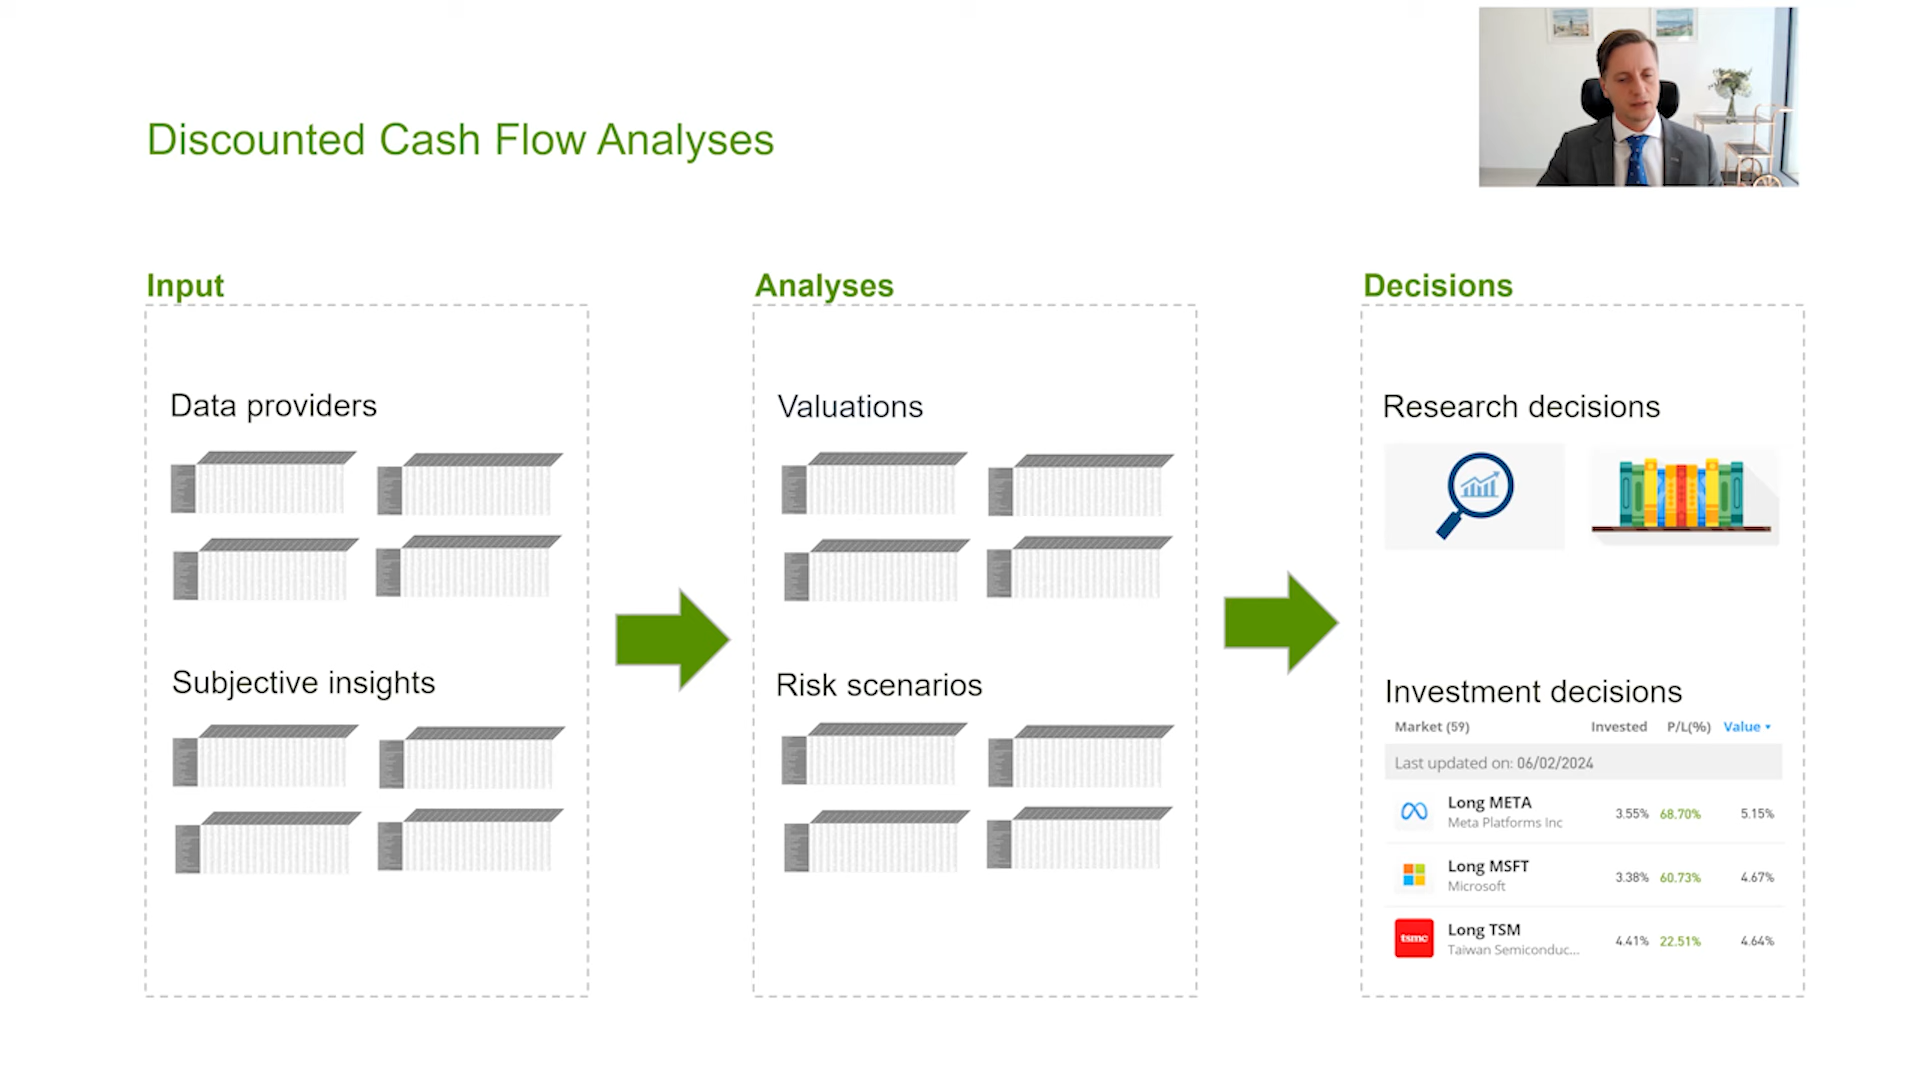 Discounted Cash Flow Analyses
Input
Data providers
Subjective insights
Analyses
Valuations
Risk scenarios
Decisions
Research decisions
Investment decisions
Market (59) Invested P/L(%) Value
Last updated on: 06/02/2024
Long META
Meta Platforms Inc
3.55% 68.70% 5.15%
Long MSFT
Microsoft
3.38% 60.73% 4.67%
tsmc
Long TSM
Taiwan Semiconduc...
4.41% 22.51% 4.64%